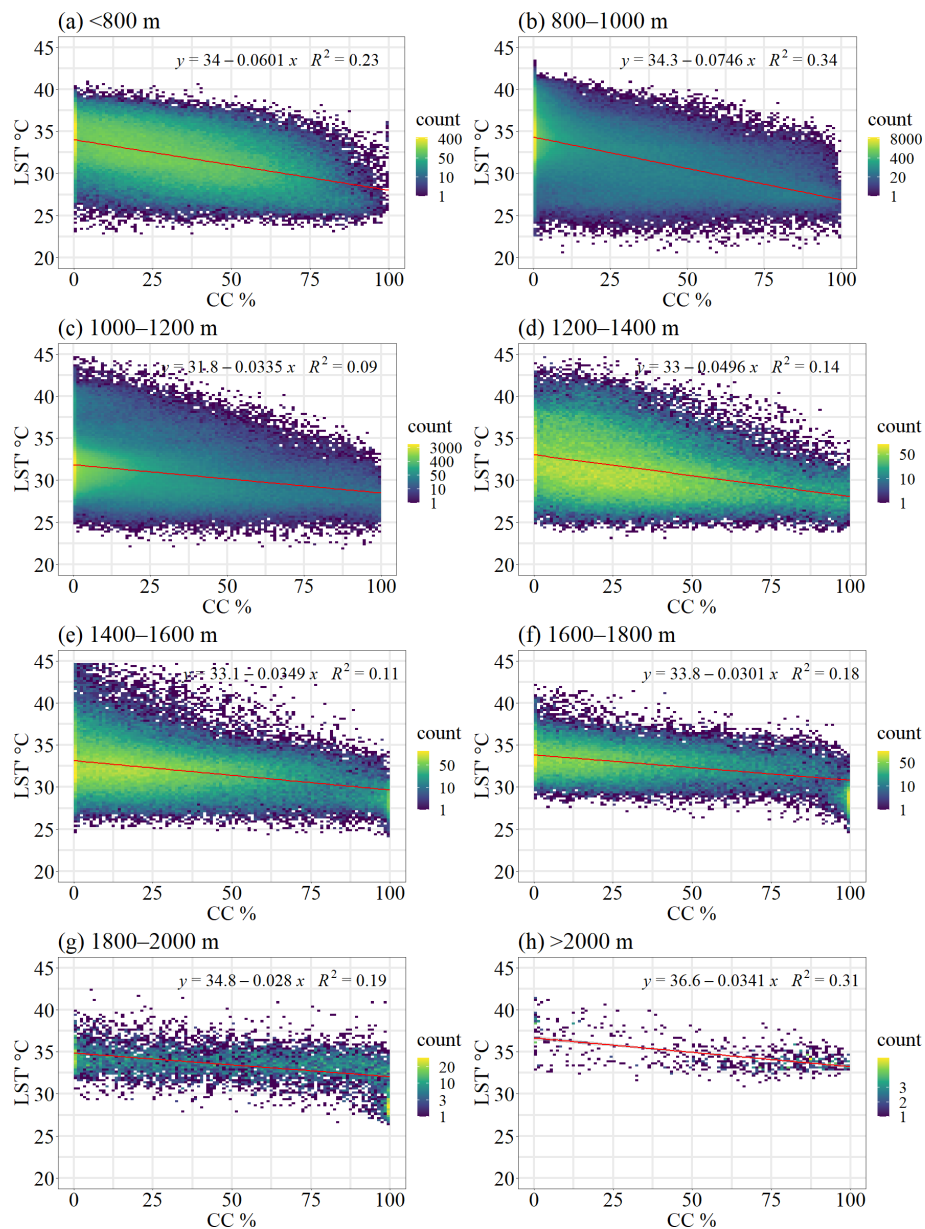 (a) <800 m
45
40
35
30
25
20
LST' °C
y = 34 − 0.0601 x R² = 0.23
0 25 50 75 100
CC %
count
400
50
10
1
(b) 800–1000 m
45
40
35
30
25
20
LST' °C
y = 34.3 − 0.0746 x R² = 0.34
0 25 50 75 100
CC %
count
8000
400
20
1
(c) 1000–1200 m
45
40
35
30
25
20
LST' °C
y = 31.8 − 0.0335 x R² = 0.09
0 25 50 75 100
CC %
count
3000
400
50
10
1
(d) 1200–1400 m
45
40
35
30
25
20
LST' °C
y = 33 − 0.0496 x R² = 0.14
0 25 50 75 100
CC %
count
50
10
1
(e) 1400–1600 m
45
40
35
30
25
20
LST' °C
y = 33.1 − 0.0349 x R² = 0.11
0 25 50 75 100
CC %
count
50
10
1
(f) 1600–1800 m
45
40
35
30
25
20
LST' °C
y = 33.8 − 0.0301 x R² = 0.18
0 25 50 75 100
CC %
count
50
10
1
(g) 1800–2000 m
45
40
35
30
25
20
LST' °C
y = 34.8 − 0.028 x R² = 0.19
0 25 50 75 100
CC %
count
20
10
3
1
(h) >2000 m
45
40
35
30
25
20
LST' °C
y = 36.6 − 0.0341 x R² = 0.31
0 25 50 75 100
CC %
count
3
2
1